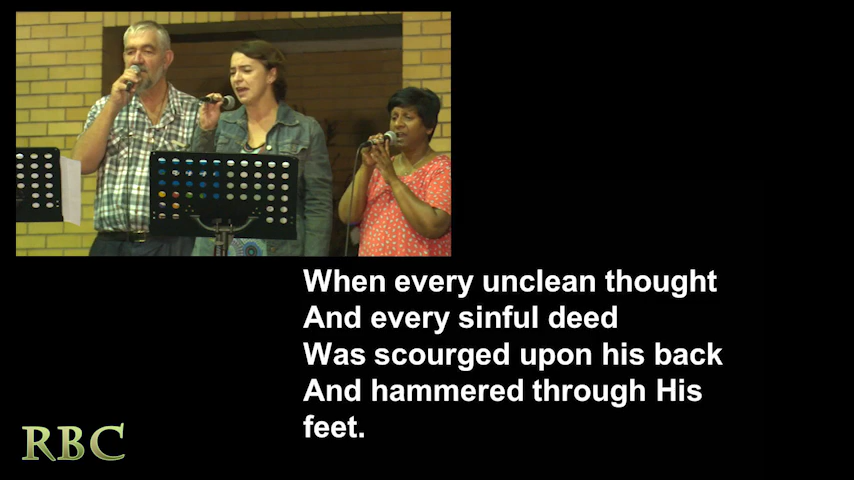 When every unclean thought
And every sinful deed
Was scourged upon his back
And hammered through His
feet.
RBC